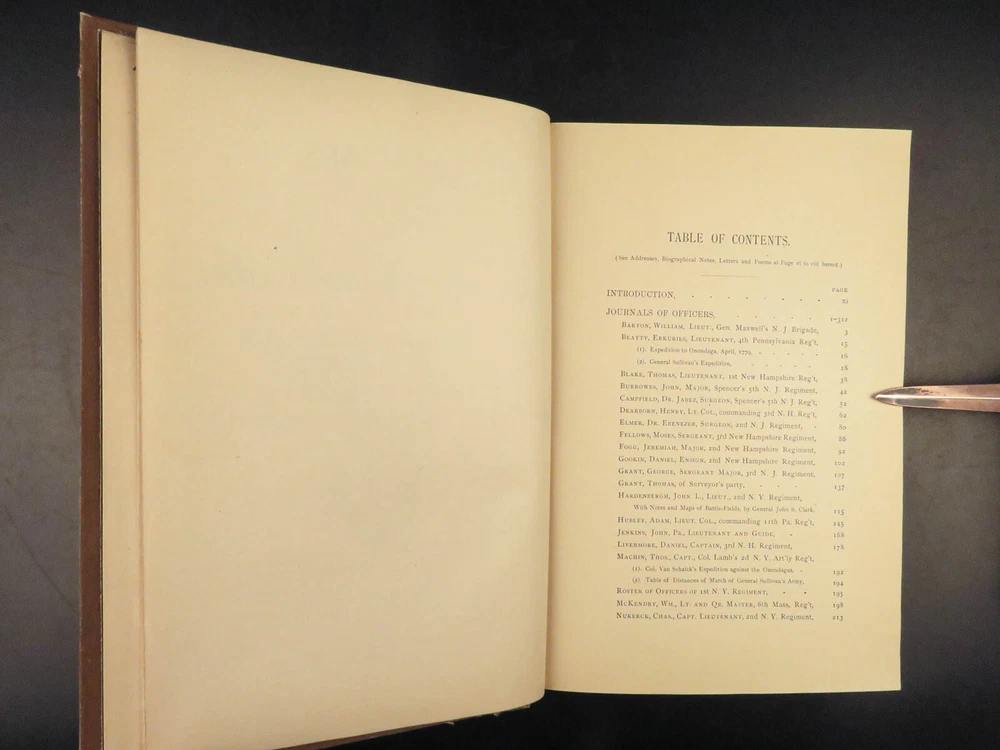 TABLE OF CONTENTS.
(See Addresses, Biographical Notes, Letters and Poems at Page vi to viii hereof.)
PAGE
INTRODUCTION, - - - - - - - xi
JOURNALS OF OFFICERS, - - - - - 1-312
BARTON, WILLIAM, LIEUT., Gen. Maxwell's N. J. Brigade, 3
BEATTY, ERKURIES, LIEUTENANT, 4th Pennsylvania Reg't, 15
(1). Expedition to Onondaga, April, 1779, - - - - - 16
(2). General Sullivan's Expedition, - - - - - 18
BLAKE, THOMAS, LIEUTENANT, 1st New Hampshire Reg't, 38
BURROWES, JOHN, MAJOR, Spencer's 5th N. J. Regiment, 42
CAMPFIELD, DR. JABEZ, SURGEON, Spencer's 5th N. J. Reg't, 52
DEARBORN, HENRY, LT. COL., commanding 3rd N. H. Reg't, 62
ELMER, DR. EBENEZER, SURGEON, 2nd N. J. Regiment, - 80
FELLOWS, MOSES, SERGEANT, 3rd New Hampshire Regiment, 86
FOGG, JEREMIAH, MAJOR, 2nd New Hampshire Regiment, 92
GOOKIN, DANIEL, ENSIGN, 2nd New Hampshire Regiment, 102
GRANT, GEORGE, SERGEANT MAJOR, 3rd N. J. Regiment, 107
GRANT, THOMAS, of Surveyor's party, - - - - 137
HARDENBERGH, JOHN L., LIEUT., 2nd N. Y. Regiment,
With Notes and Maps of Battle-Fields, by General John S. Clark, 115
HUBLEY, ADAM, LIEUT. COL., commanding 11th Pa. Reg't, 145
JENKINS, JOHN, PA., LIEUTENANT AND GUIDE, - 168
LIVERMORE, DANIEL, CAPTAIN, 3rd N. H. Regiment, 178
MACHIN, THOS., CAPT., Col. Lamb's 2d N. Y. Art'ly Reg't,
(1). Col. Van Schaick's Expedition against the Onondagas. - 192
Table of Distances of March of General Sullivan's Army, 194
ROSTER OF OFFICERS OF 1st N. Y. REGIMENT, - - 195
MCKENDRY, WM., LT. AND QR. MASTER, 6th Mass. Reg't, 198
NUKERCK, CHAS., CAPT. LIEUTENANT, 2nd N. Y. Regiment, 213